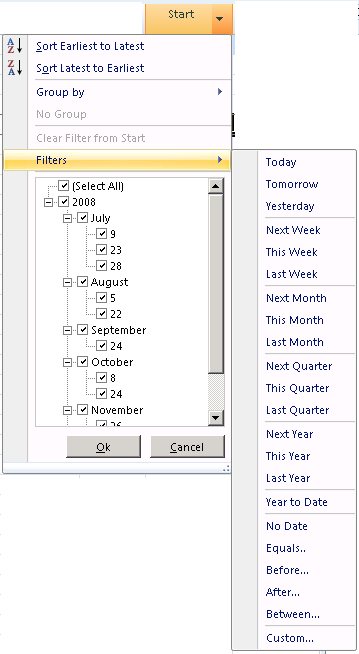 Start
Sort Earliest to Latest
Sort Latest to Earliest
Group by
No Group
Clear Filter from Start
Filters
(Select All)
2008
July
9
23
28
August
5
22
September
24
October
8
24
November
26
Ok
Cancel
Today
Tomorrow
Yesterday
Next Week
This Week
Last Week
Next Month
This Month
Last Month
Next Quarter
This Quarter
Last Quarter
Next Year
This Year
Last Year
Year to Date
No Date
Equals..
Before...
After...
Between...
Custom...